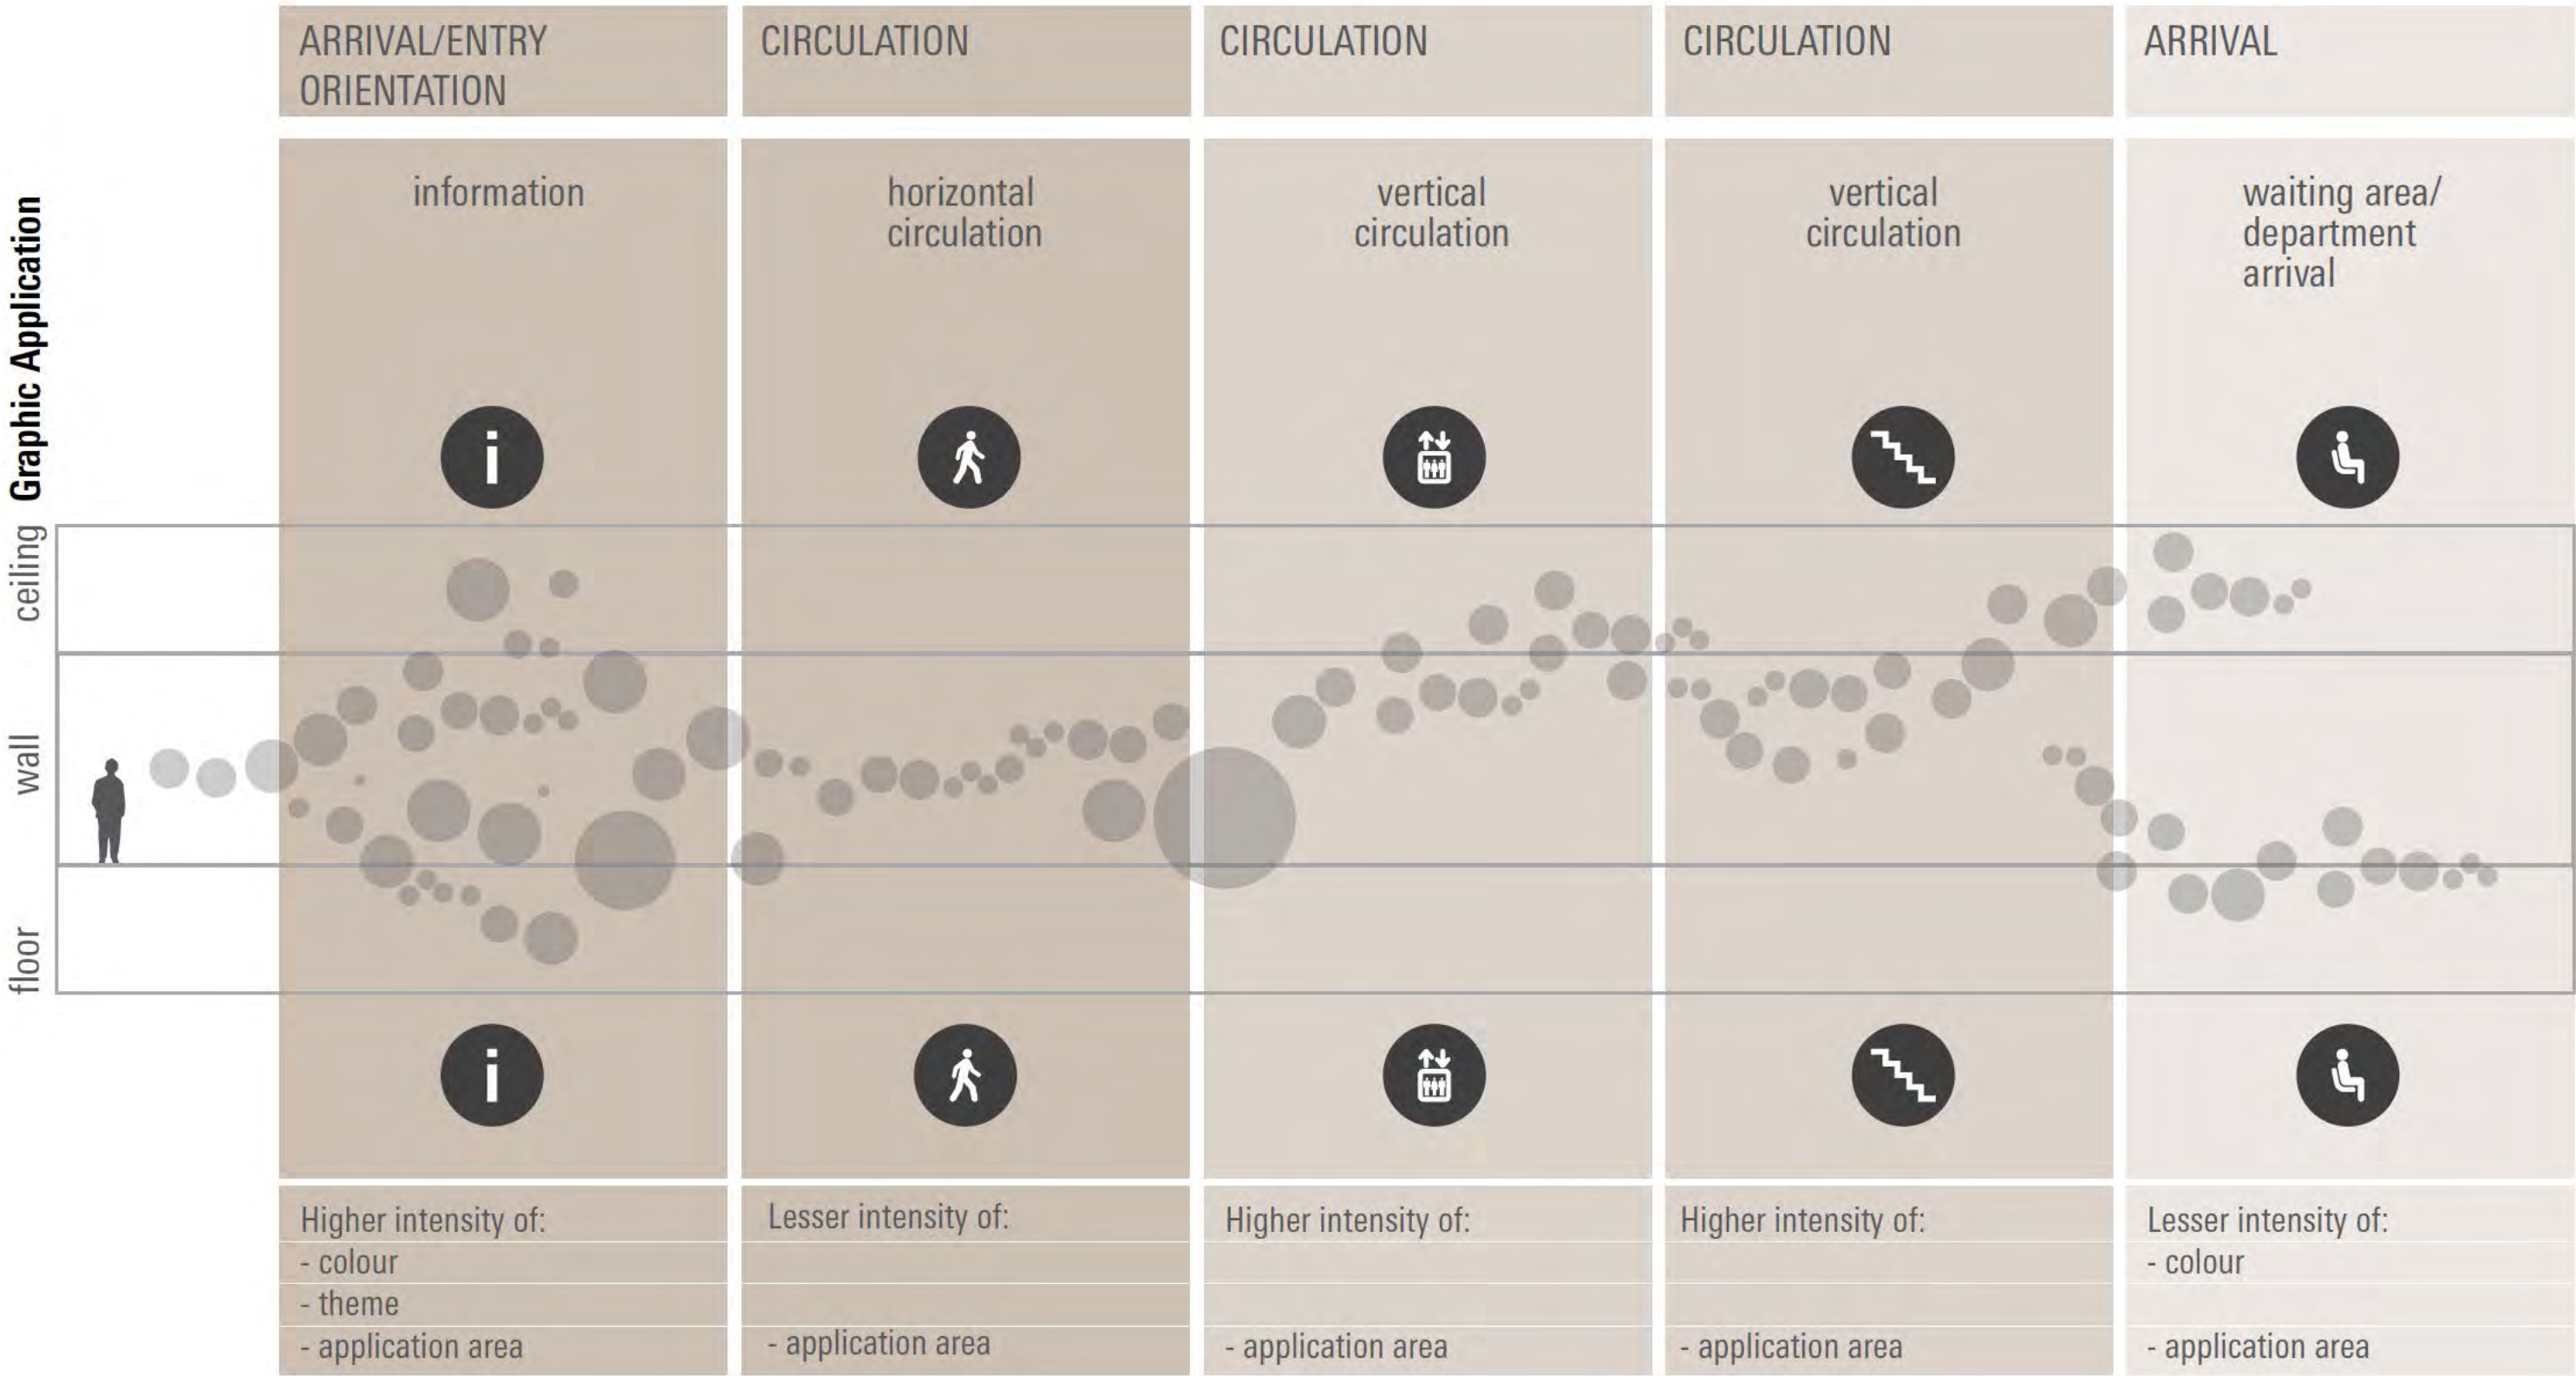 ARRIVAL/ENTRY
ORIENTATION
CIRCULATION
CIRCULATION
CIRCULATION
ARRIVAL
Graphic Application
information
horizontal
circulation
vertical
circulation
vertical
circulation
waiting area/
department
arrival
i
ceiling
wall
floor
i
Higher intensity of:
- colour
- theme
- application area
Lesser intensity of:
- application area
Higher intensity of:
- application area
Higher intensity of:
- application area
Lesser intensity of:
- colour
- application area